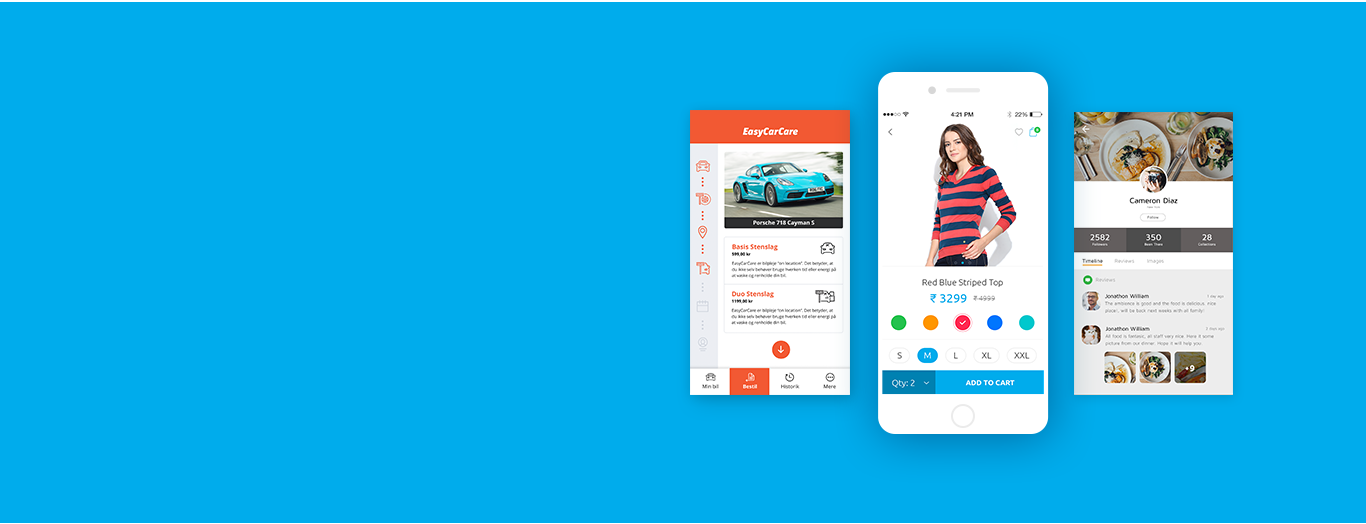 EasyCarCare
Porsche 718 Cayman S
Basis Stenslag
599,00 kr
EasyCarCare er bilpleje "on location". Det betyder, at
du ikke selv behøver bruge hverken tid eller energi på
at vaske og renholde din bil.
Duo Stenslag
1199,00 kr
EasyCarCare er bilpleje "on location". Det betyder, at
du ikke selv behøver bruge hverken tid eller energi på
at vaske og renholde din bil.
Min bil
Bestil
Historik
Mere
4:21 PM
22%
Red Blue Striped Top
₹ 3299 ₹ 4999
S M L XL XXL
Qty: 2
ADD TO CART
Cameron Diaz
Follow
2582 350 28
Followers Been There Collections
Timeline Reviews Images
Reviews
Jonathon William 1 day ago
The ambiance is good and the food is delicious. nice
place!.. will be back next weeks with all family!
Jonathon William 2 days ago
All food is fantasic, all staff very nice. Here it some
picture from our dinner. Hope it will help you.
+9